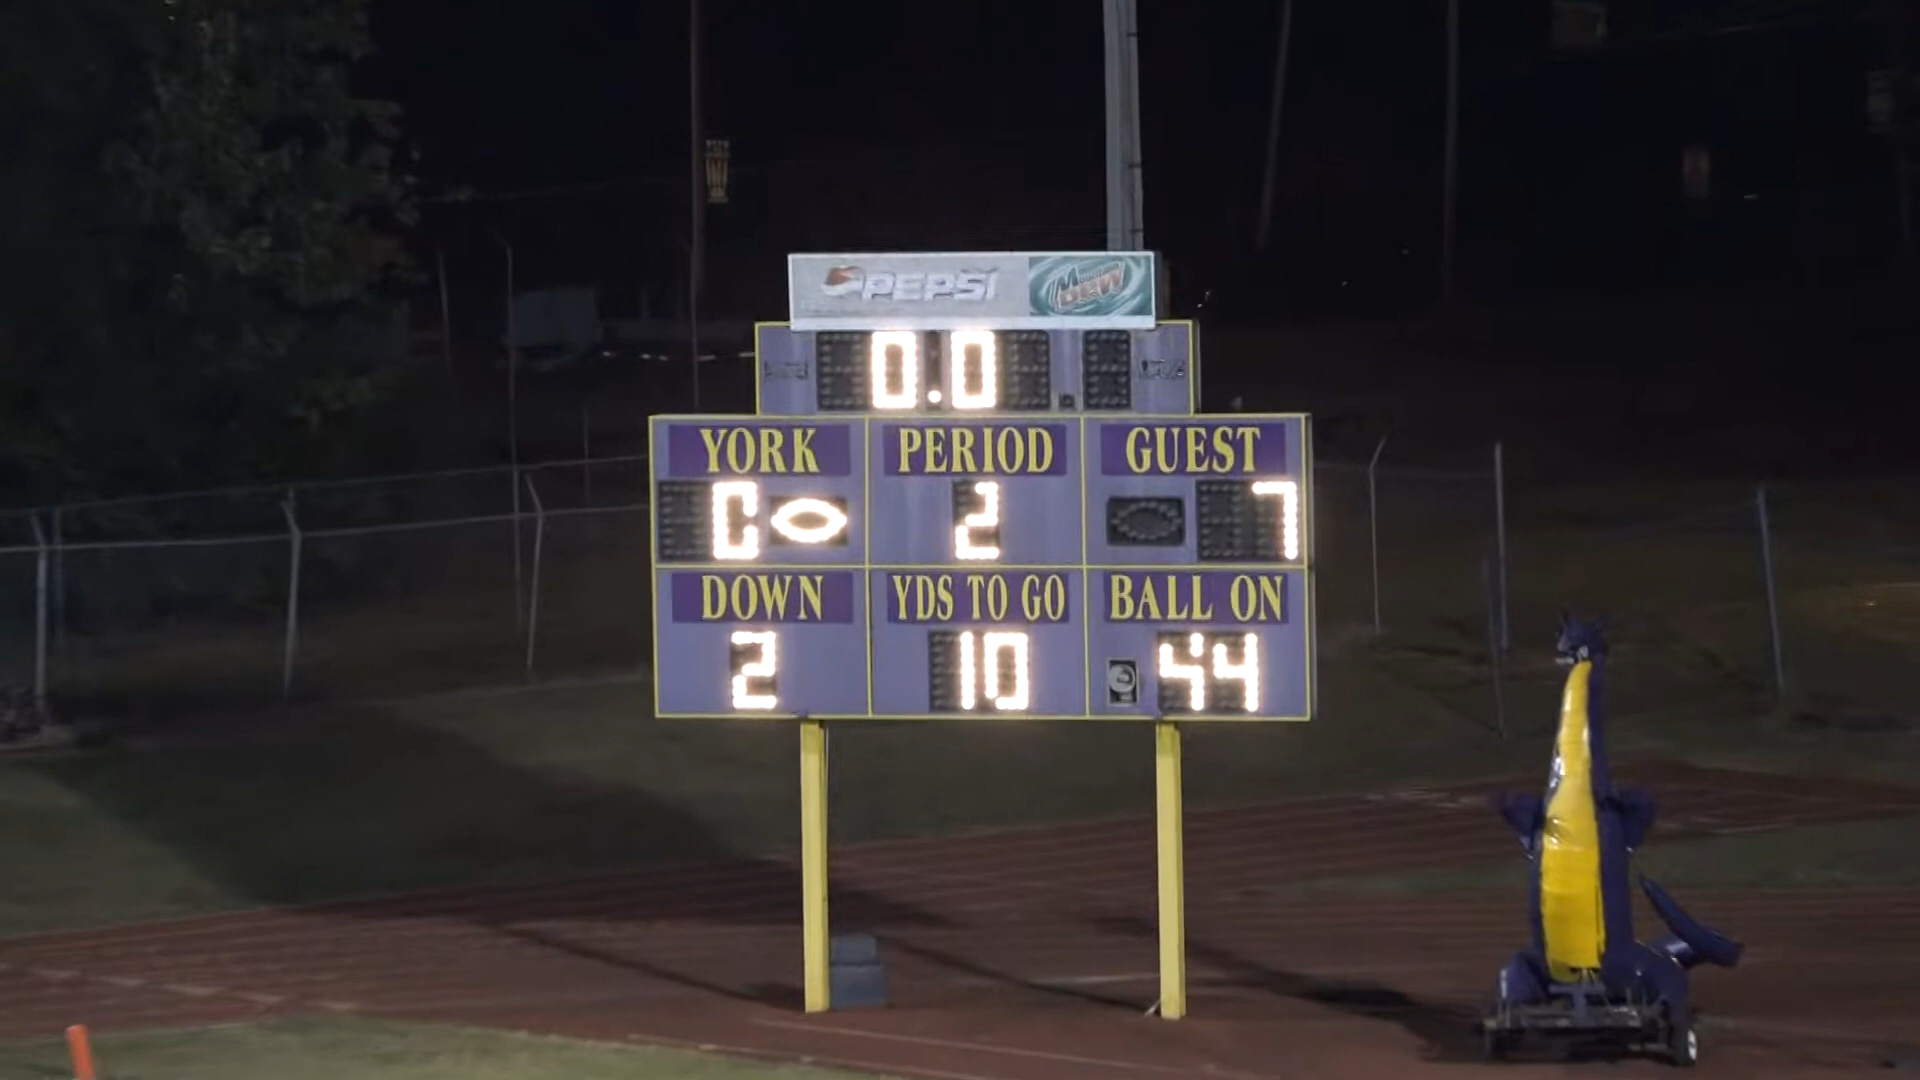 PEPSI Mountain DEW
0.0
YORK PERIOD GUEST
0 2 7
DOWN YDS TO GO BALL ON
2 10 44